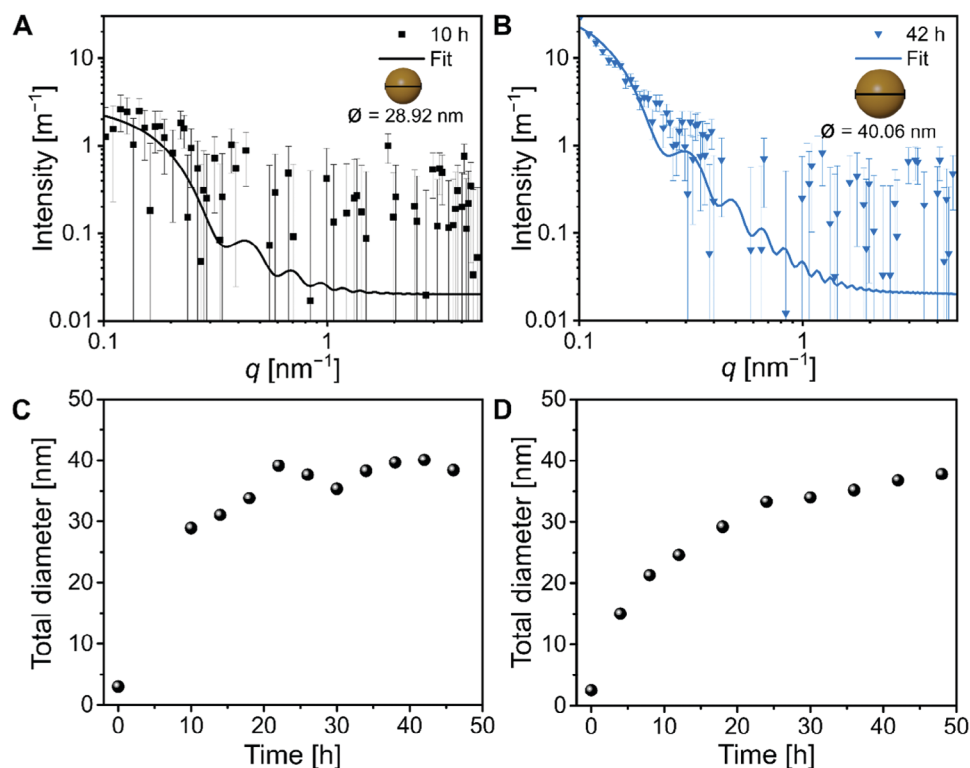 A
10 h
Fit
Ø = 28.92 nm
10
1
0.1
0.01
Intensity [m⁻¹]
0.1
1
q [nm⁻¹]
B
42 h
Fit
Ø = 40.06 nm
10
1
0.1
0.01
Intensity [m⁻¹]
0.1
1
q [nm⁻¹]
C
50
40
30
20
10
0
Total diameter [nm]
0 10 20 30 40 50
Time [h]
D
50
40
30
20
10
0
Total diameter [nm]
0 10 20 30 40 50
Time [h]